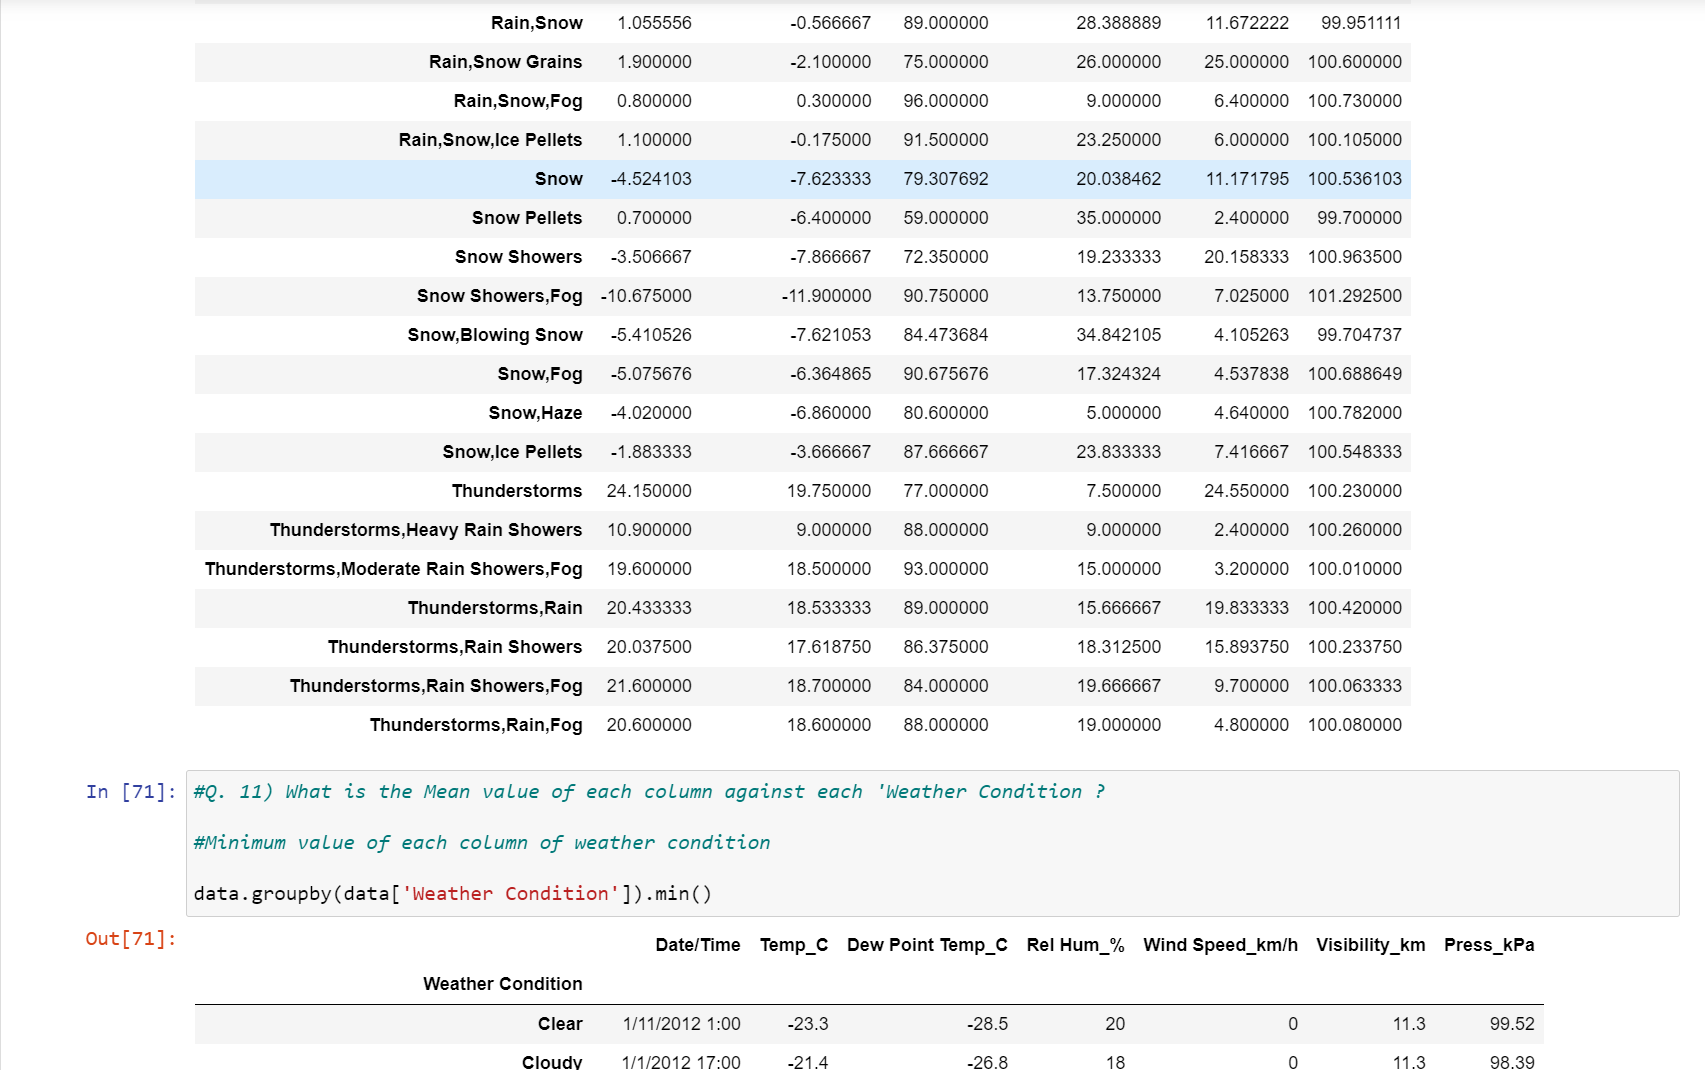 Rain,Snow 1.055556 -0.566667 89.000000 28.388889 11.672222 99.951111
Rain,Snow Grains 1.900000 -2.100000 75.000000 26.000000 25.000000 100.600000
Rain,Snow,Fog 0.800000 0.300000 96.000000 9.000000 6.400000 100.730000
Rain,Snow,Ice Pellets 1.100000 -0.175000 91.500000 23.250000 6.000000 100.105000
Snow -4.524103 -7.623333 79.307692 20.038462 11.171795 100.536103
Snow Pellets 0.700000 -6.400000 59.000000 35.000000 2.400000 99.700000
Snow Showers -3.506667 -7.866667 72.350000 19.233333 20.158333 100.963500
Snow Showers,Fog -10.675000 -11.900000 90.750000 13.750000 7.025000 101.292500
Snow,Blowing Snow -5.410526 -7.621053 84.473684 34.842105 4.105263 99.704737
Snow,Fog -5.075676 -6.364865 90.675676 17.324324 4.537838 100.688649
Snow,Haze -4.020000 -6.860000 80.600000 5.000000 4.640000 100.782000
Snow,Ice Pellets -1.883333 -3.666667 87.666667 23.833333 7.416667 100.548333
Thunderstorms 24.150000 19.750000 77.000000 7.500000 24.550000 100.230000
Thunderstorms,Heavy Rain Showers 10.900000 9.000000 88.000000 9.000000 2.400000 100.260000
Thunderstorms,Moderate Rain Showers,Fog 19.600000 18.500000 93.000000 15.000000 3.200000 100.010000
Thunderstorms,Rain 20.433333 18.533333 89.000000 15.666667 19.833333 100.420000
Thunderstorms,Rain Showers 20.037500 17.618750 86.375000 18.312500 15.893750 100.233750
Thunderstorms,Rain Showers,Fog 21.600000 18.700000 84.000000 19.666667 9.700000 100.063333
Thunderstorms,Rain,Fog 20.600000 18.600000 88.000000 19.000000 4.800000 100.080000
In [71]: #Q. 11) What is the Mean value of each column against each 'Weather Condition ?
#Minimum value of each column of weather condition
data.groupby(data['Weather Condition']).min()
Out[71]:
Date/Time Temp_C Dew Point Temp_C Rel Hum_% Wind Speed_km/h Visibility_km Press_kPa
Weather Condition
Clear 1/11/2012 1:00 -23.3 -28.5 20 0 11.3 99.52
Cloudy 1/1/2012 17:00 -21.4 -26.8 18 0 11.3 98.39